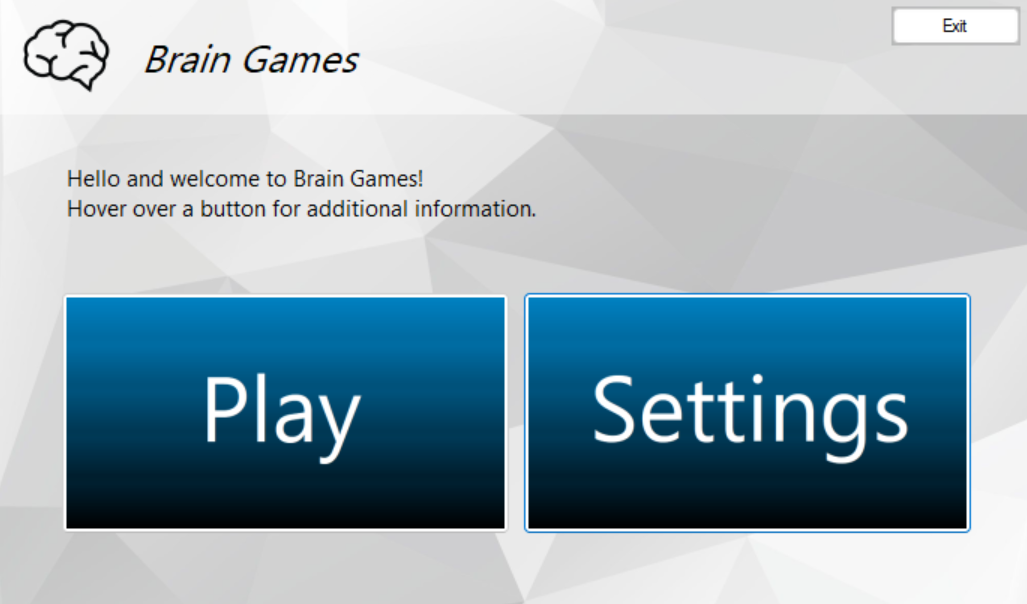 Brain Games
Exit
Hello and welcome to Brain Games!
Hover over a button for additional information.
Play
Settings